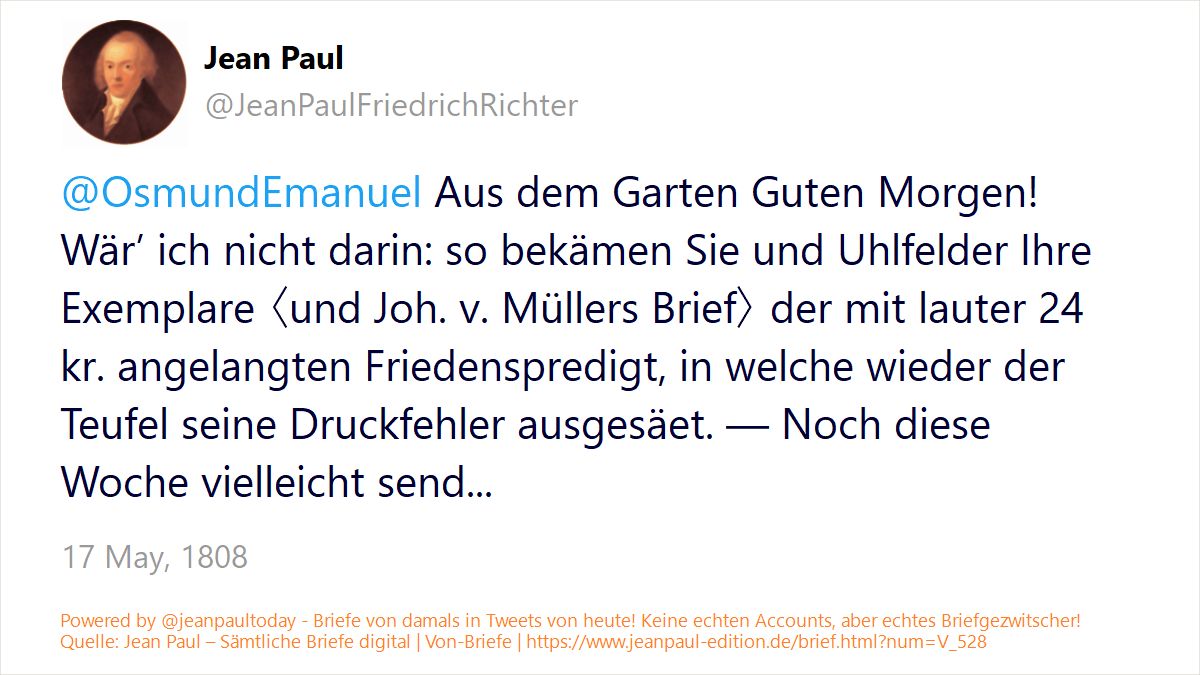 Jean Paul
@JeanPaulFriedrichRichter
@OsmundEmanuel Aus dem Garten Guten Morgen!
Wär’ ich nicht darin: so bekämen Sie und Uhlfelder Ihre
Exemplare 〈und Joh. v. Müllers Brief〉 der mit lauter 24
kr. angelangten Friedenspredigt, in welche wieder der
Teufel seine Druckfehler ausgesäet. — Noch diese
Woche vielleicht send...
17 May, 1808
Powered by @jeanpaultoday - Briefe von damals in Tweets von heute! Keine echten Accounts, aber echtes Briefgezwitscher!
Quelle: Jean Paul – Sämtliche Briefe digital | Von-Briefe | https://www.jeanpaul-edition.de/brief.html?num=V_528